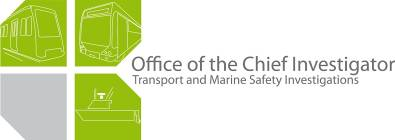 Office of the Chief Investigator
Transport and Marine Safety Investigations